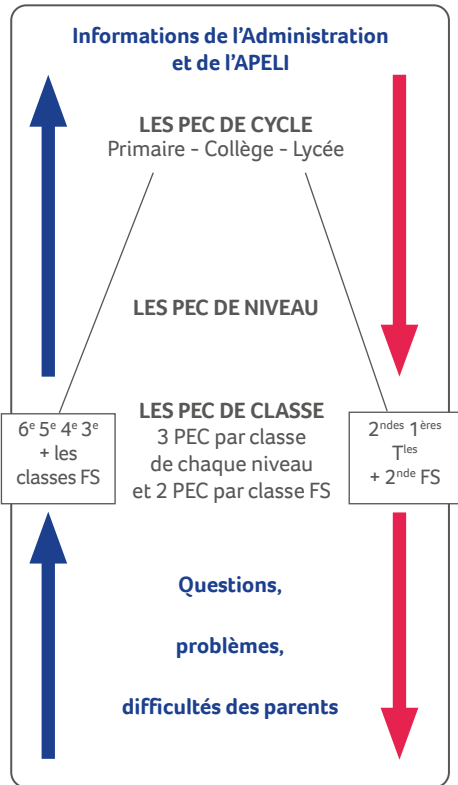 Informations de l'Administration
et de l'APELI
LES PEC DE CYCLE
Primaire - Collège - Lycée
LES PEC DE NIVEAU
6e 5e 4e 3e
+ les
classes FS
LES PEC DE CLASSE
3 PEC par classe
de chaque niveau
et 2 PEC par classe FS
2ndes 1ères
Tles
+ 2nde FS
Questions,
problèmes,
difficultés des parents